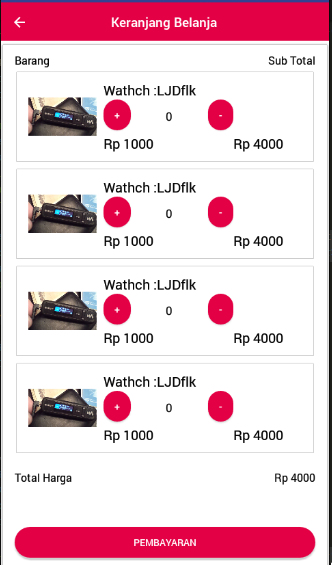 Keranjang Belanja
Barang Sub Total
Wathch :LJDflk
+ 0 -
Rp 1000 Rp 4000
Wathch :LJDflk
+ 0 -
Rp 1000 Rp 4000
Wathch :LJDflk
+ 0 -
Rp 1000 Rp 4000
Wathch :LJDflk
+ 0 -
Rp 1000 Rp 4000
Total Harga Rp 4000
PEMBAYARAN